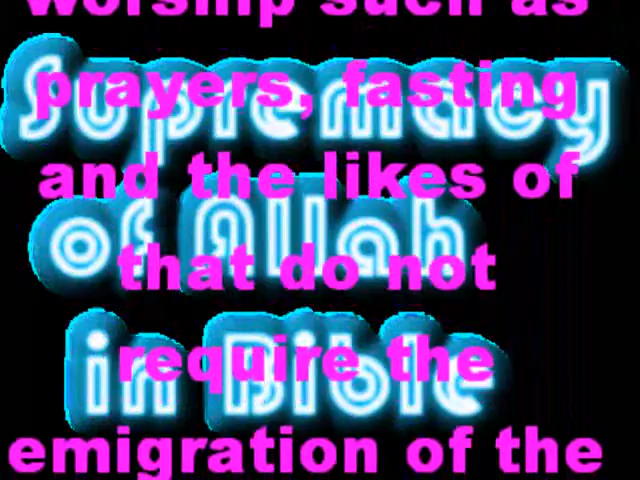 worship such as
Supremacy
prayers, fasting
and the likes of
of Allah
that do not
in Bible
require the
emigration of the